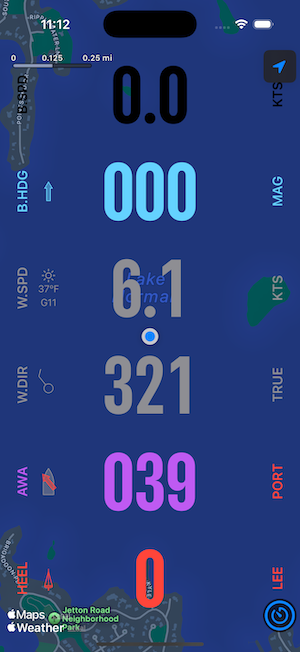 11:12
RIPA
0 0.125 0.25 mi
B.SPD 0.0 KTS
B.HDG 000 MAG
W.SPD 37°F G11 6.1 KTS
Lake
Norman
W.DIR 321 TRUE
AWA 039 PORT
HEEL 0 LEE
Maps
Weather
Jetton Road
Neighborhood
Park